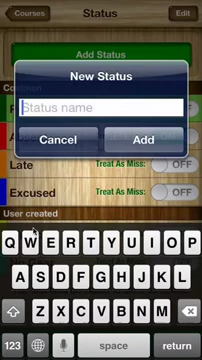 Courses Status Edit
Add Status
Common
New Status
Status name
Cancel Add
Late Treat As Miss: OFF
Excused Treat As Miss: OFF
User created
Q W E R T Y U I O P
A S D F G H J K L
Z X C V B N M
123 space return